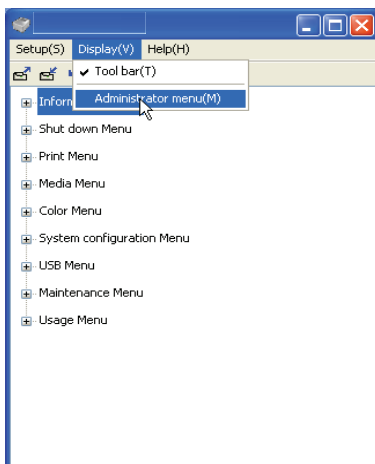 Setup(S) Display(V) Help(H)
✓ Tool bar(T)
Administrator menu(M)
Inform
Shut down Menu
Print Menu
Media Menu
Color Menu
System configuration Menu
USB Menu
Maintenance Menu
Usage Menu